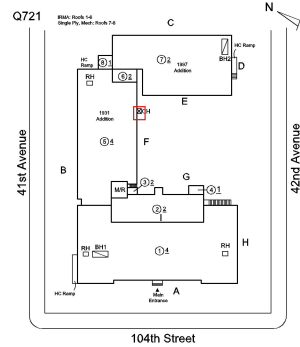 Q721
IRMA: Roofs 1-6
Single Ply, Mech: Roofs 7-8
N
C
HC
Ramp
8 1
7 2
1997
Addition
BH2
HC Ramp
D
RH
6 2
E
1931
Addition
H
F
5 4
B
41st Avenue
42nd Avenue
M/R
3 2
G
4 1
2 2
H
RH
BH1
1 4
RH
HC Ramp
Main
Entrance
A
104th Street